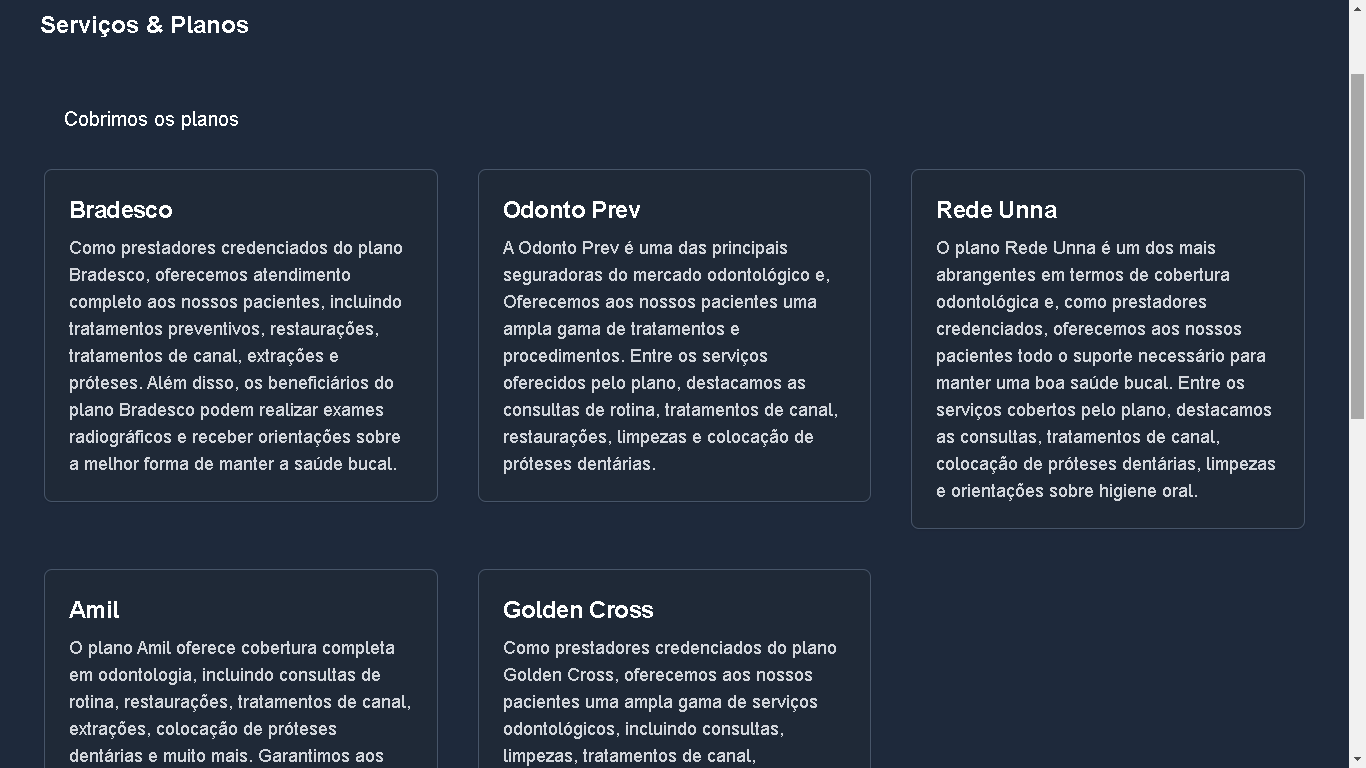 Serviços & Planos
Cobrimos os planos
Bradesco
Como prestadores credenciados do plano
Bradesco, oferecemos atendimento
completo aos nossos pacientes, incluindo
tratamentos preventivos, restaurações,
tratamentos de canal, extrações e
próteses. Além disso, os beneficiários do
plano Bradesco podem realizar exames
radiográficos e receber orientações sobre
a melhor forma de manter a saúde bucal.
Odonto Prev
A Odonto Prev é uma das principais
seguradoras do mercado odontológico e,
Oferecemos aos nossos pacientes uma
ampla gama de tratamentos e
procedimentos. Entre os serviços
oferecidos pelo plano, destacamos as
consultas de rotina, tratamentos de canal,
restaurações, limpezas e colocação de
próteses dentárias.
Rede Unna
O plano Rede Unna é um dos mais
abrangentes em termos de cobertura
odontológica e, como prestadores
credenciados, oferecemos aos nossos
pacientes todo o suporte necessário para
manter uma boa saúde bucal. Entre os
serviços cobertos pelo plano, destacamos
as consultas, tratamentos de canal,
colocação de próteses dentárias, limpezas
e orientações sobre higiene oral.
Amil
O plano Amil oferece cobertura completa
em odontologia, incluindo consultas de
rotina, restaurações, tratamentos de canal,
extrações, colocação de próteses
dentárias e muito mais. Garantimos aos
Golden Cross
Como prestadores credenciados do plano
Golden Cross, oferecemos aos nossos
pacientes uma ampla gama de serviços
odontológicos, incluindo consultas,
limpezas, tratamentos de canal,